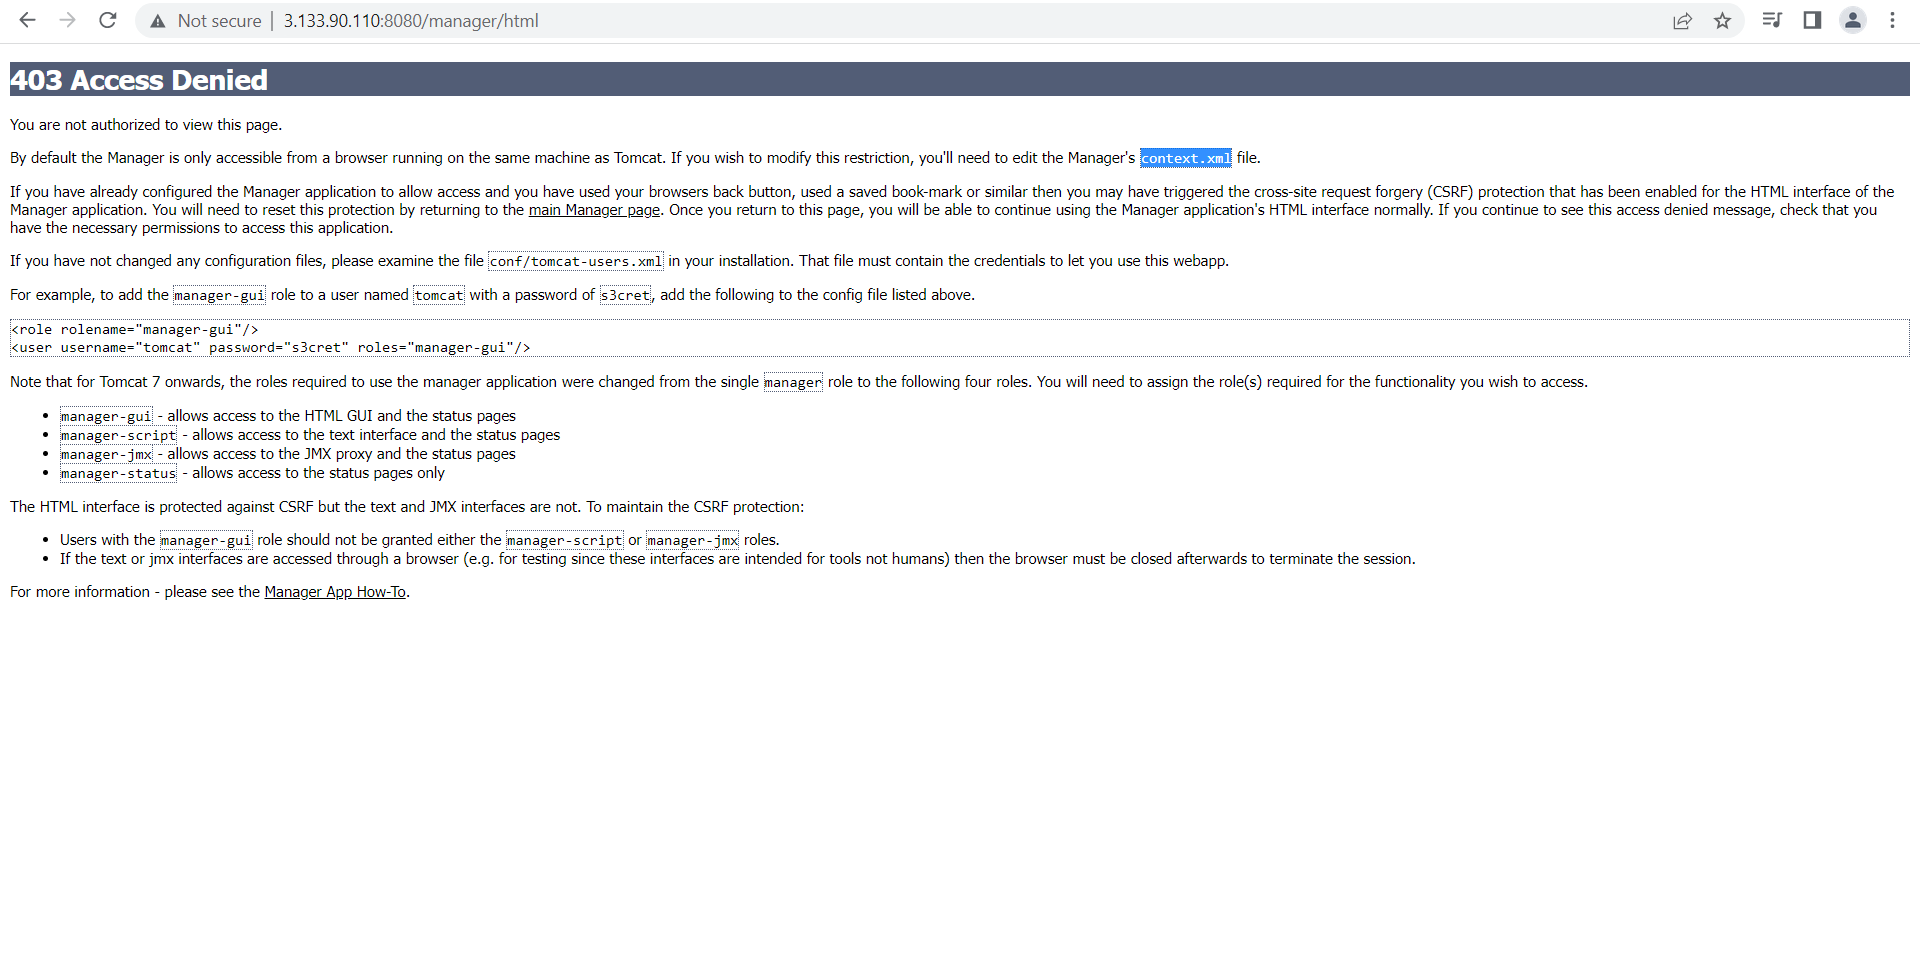 Not secure | 3.133.90.110:8080/manager/html
403 Access Denied
You are not authorized to view this page.
By default the Manager is only accessible from a browser running on the same machine as Tomcat. If you wish to modify this restriction, you'll need to edit the Manager's context.xml file.
If you have already configured the Manager application to allow access and you have used your browsers back button, used a saved book-mark or similar then you may have triggered the cross-site request forgery (CSRF) protection that has been enabled for the HTML interface of the
Manager application. You will need to reset this protection by returning to the main Manager page. Once you return to this page, you will be able to continue using the Manager application's HTML interface normally. If you continue to see this access denied message, check that you
have the necessary permissions to access this application.
If you have not changed any configuration files, please examine the file conf/tomcat-users.xml in your installation. That file must contain the credentials to let you use this webapp.
For example, to add the manager-gui role to a user named tomcat with a password of s3cret, add the following to the config file listed above.
<role rolename="manager-gui"/>
<user username="tomcat" password="s3cret" roles="manager-gui"/>
Note that for Tomcat 7 onwards, the roles required to use the manager application were changed from the single manager role to the following four roles. You will need to assign the role(s) required for the functionality you wish to access.
• manager-gui - allows access to the HTML GUI and the status pages
• manager-script - allows access to the text interface and the status pages
• manager-jmx - allows access to the JMX proxy and the status pages
• manager-status - allows access to the status pages only
The HTML interface is protected against CSRF but the text and JMX interfaces are not. To maintain the CSRF protection:
• Users with the manager-gui role should not be granted either the manager-script or manager-jmx roles.
• If the text or jmx interfaces are accessed through a browser (e.g. for testing since these interfaces are intended for tools not humans) then the browser must be closed afterwards to terminate the session.
For more information - please see the Manager App How-To.